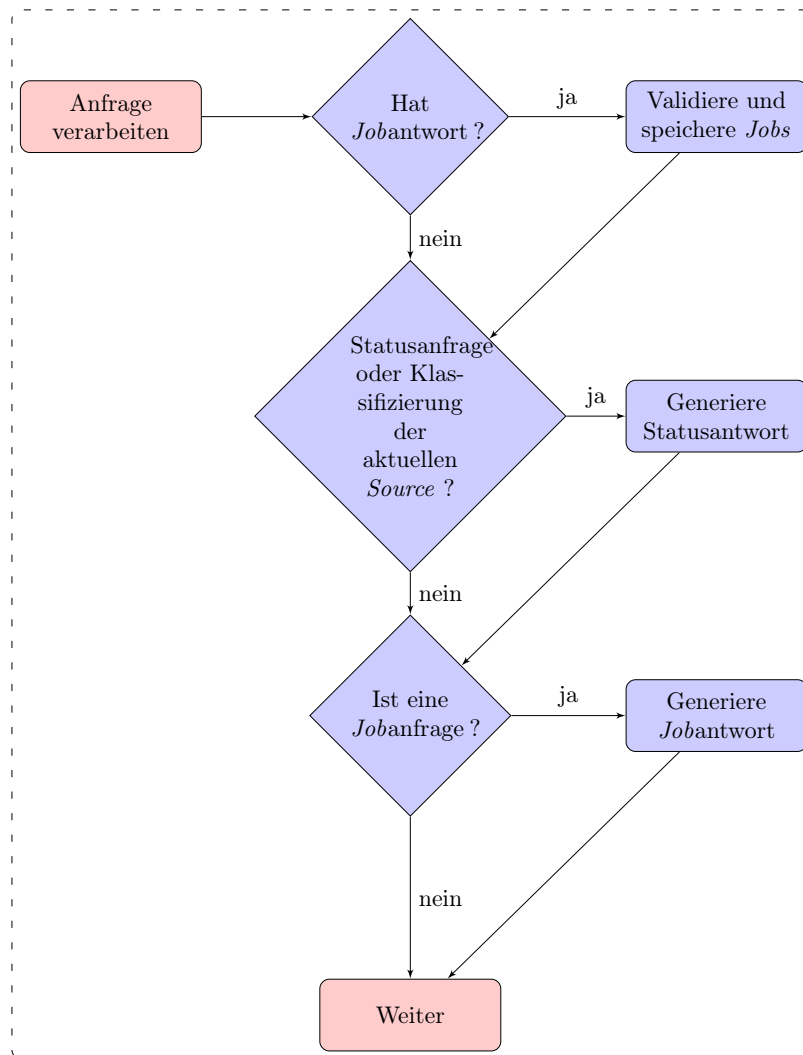 Anfrage
verarbeiten
Hat
Jobantwort ?
ja
Validiere und
speichere Jobs
nein
Statusanfrage
oder Klas-
sifizierung
der
aktuellen
Source ?
ja
Generiere
Statusantwort
nein
Ist eine
Jobanfrage ?
ja
Generiere
Jobantwort
nein
Weiter